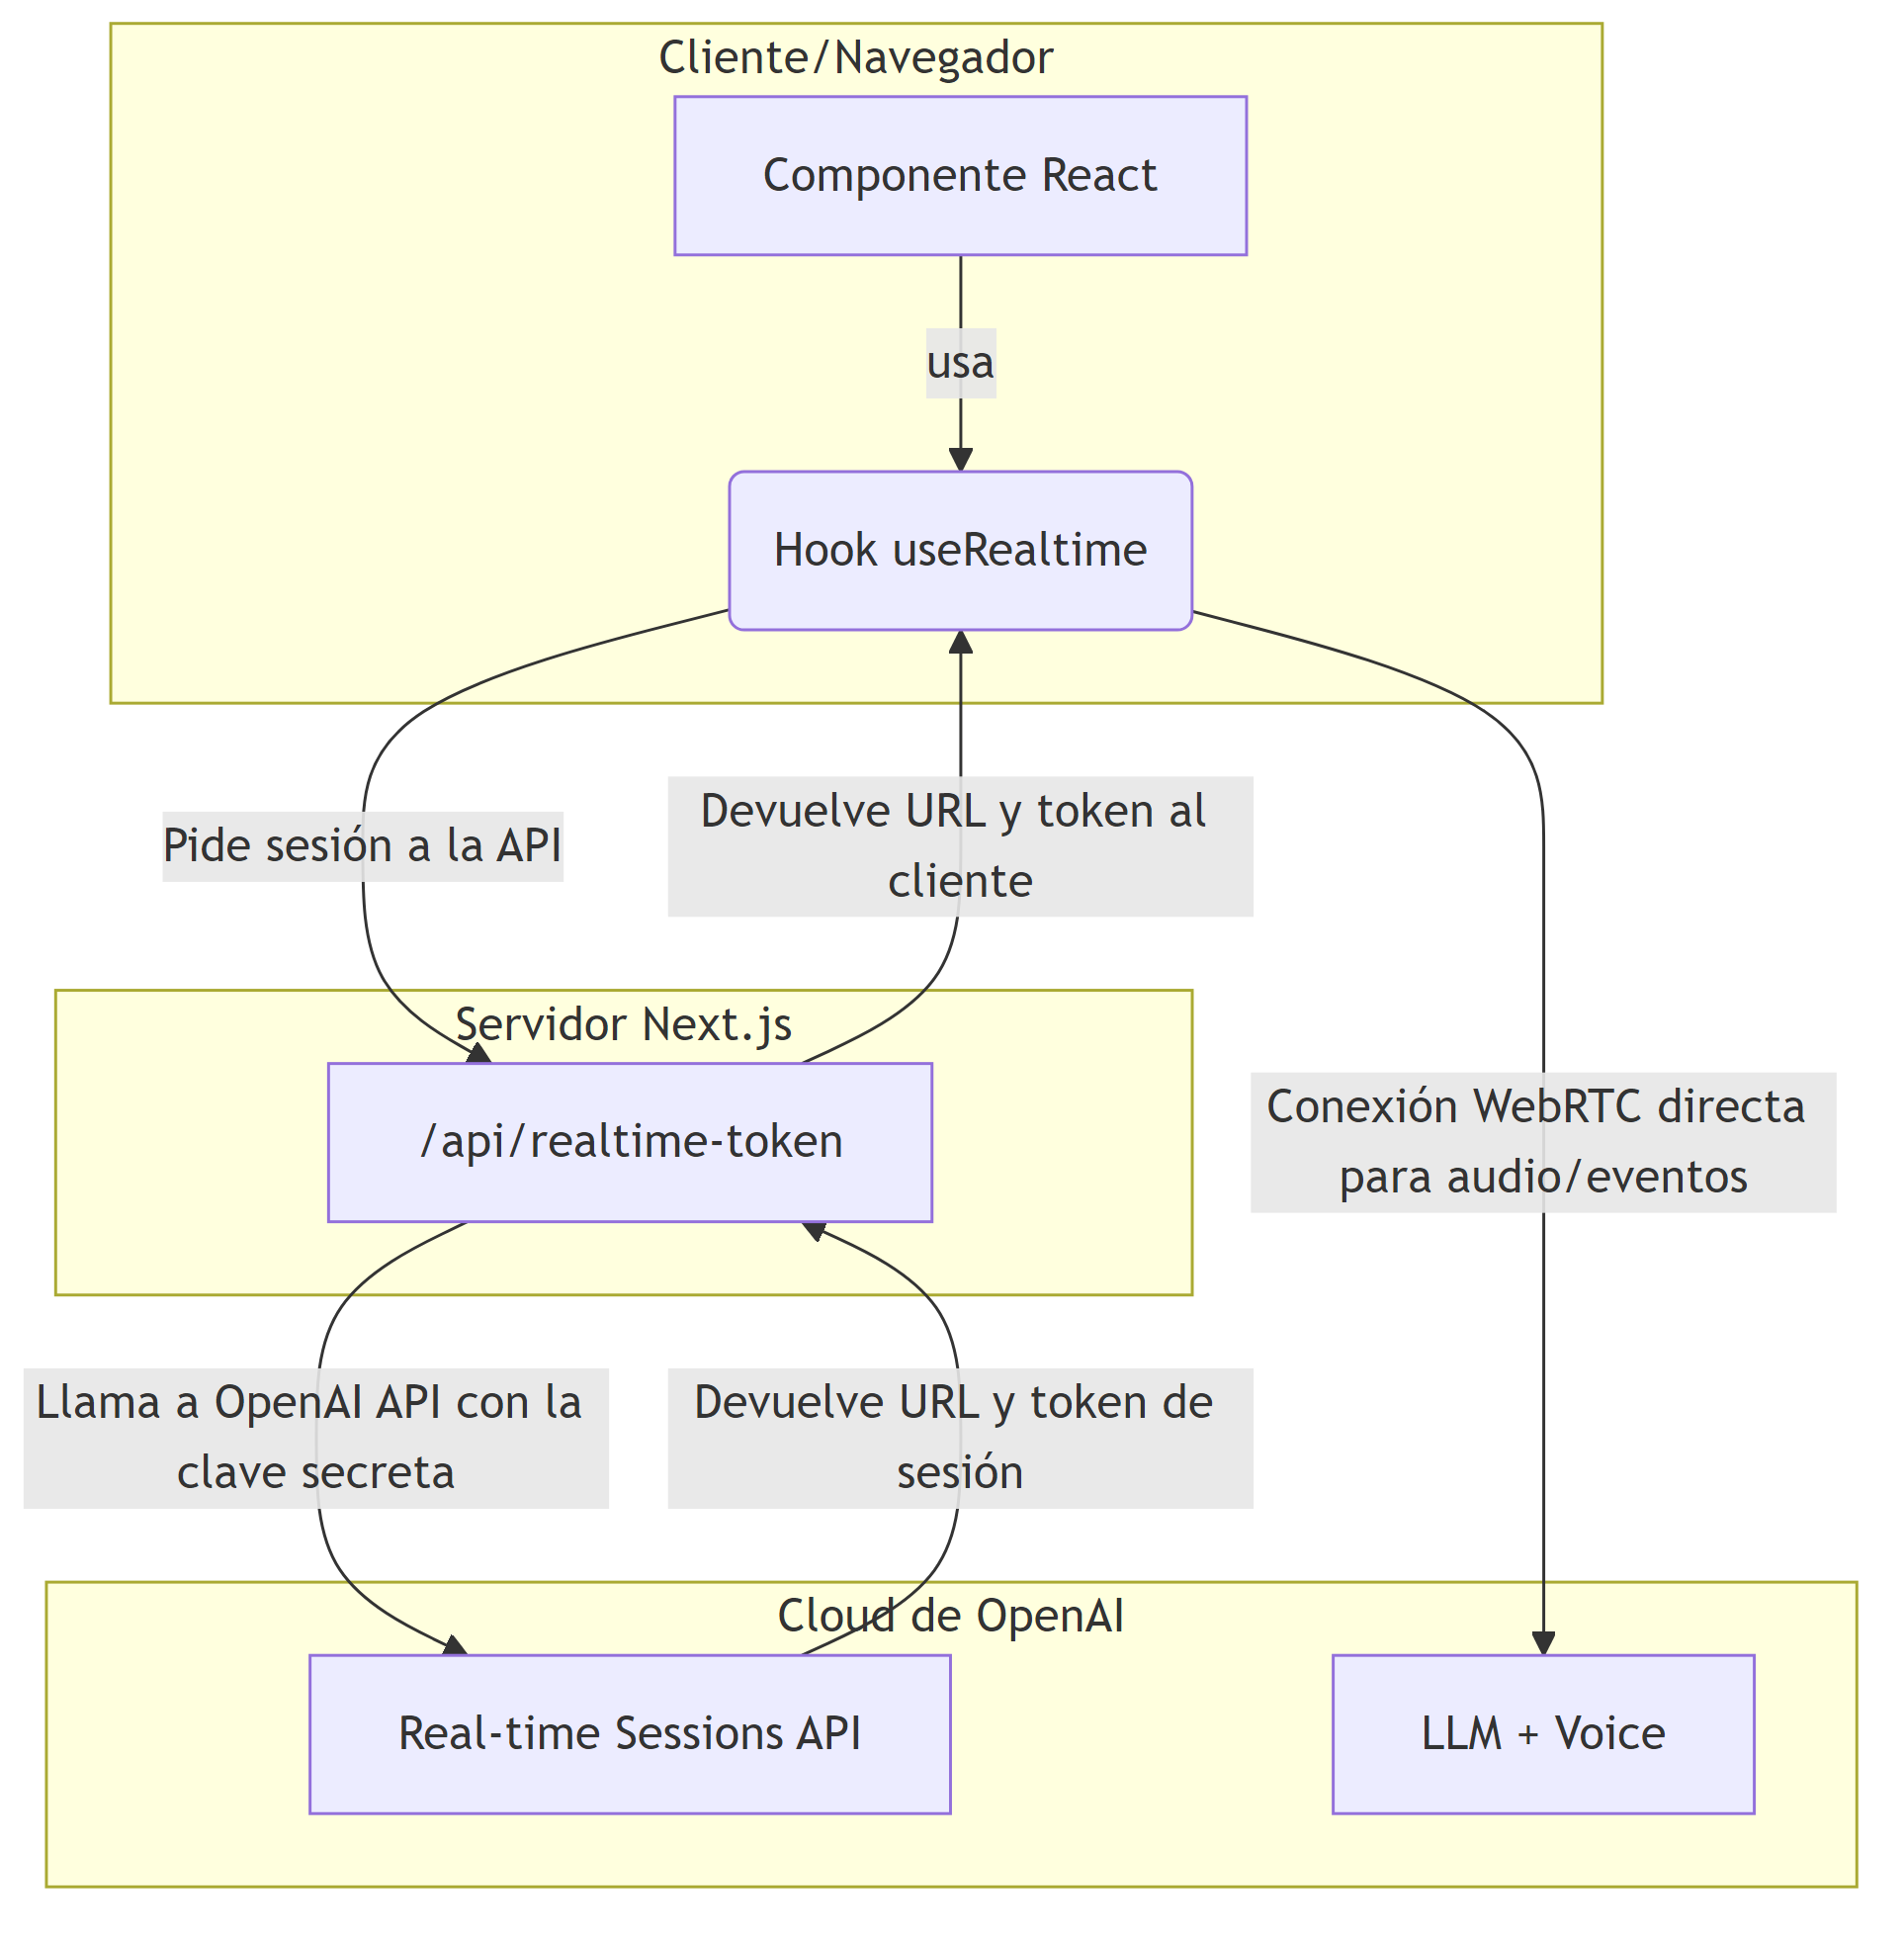 Cliente/Navegador
Componente React
usa
Hook useRealtime
Pide sesión a la API
Devuelve URL y token al
cliente
Servidor Next.js
/api/realtime-token
Conexión WebRTC directa
para audio/eventos
Llama a OpenAI API con la
clave secreta
Devuelve URL y token de
sesión
Cloud de OpenAI
Real-time Sessions API
LLM + Voice